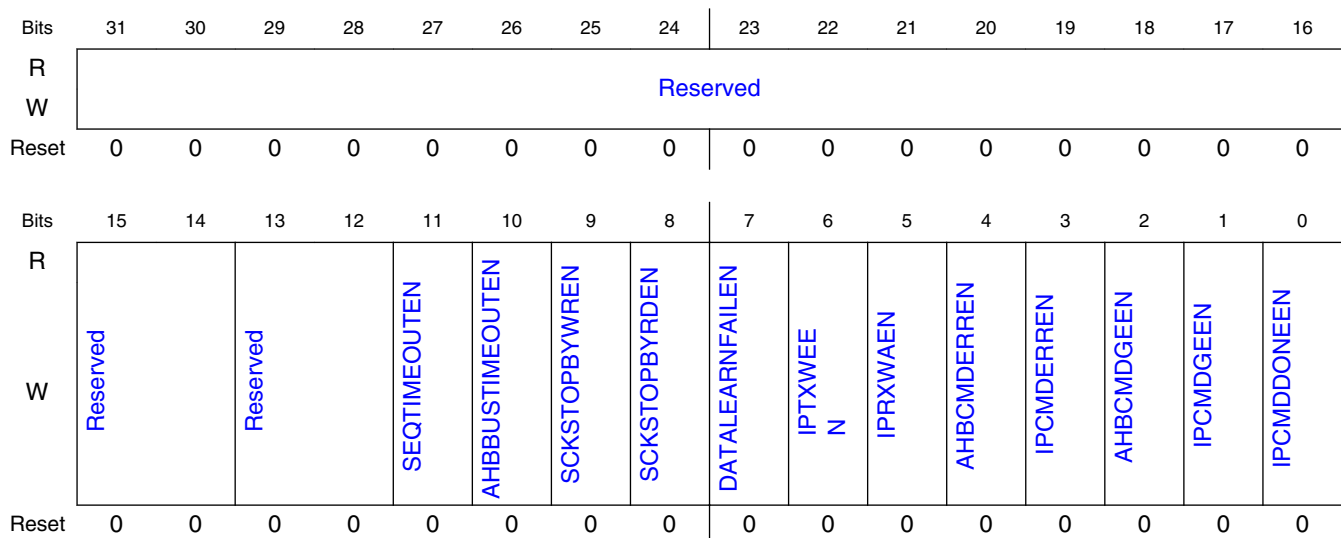 Bits 31 30 29 28 27 26 25 24 23 22 21 20 19 18 17 16
R
Reserved
W
Reset 0 0 0 0 0 0 0 0 0 0 0 0 0 0 0 0
Bits 15 14 13 12 11 10 9 8 7 6 5 4 3 2 1 0
R
W
Reserved
Reserved
SEQTIMEOUTEN
AHBBUSTIMEOUTEN
SCKSTOPBYWREN
SCKSTOPBYRDEN
DATALEARNFAILEN
IPTXWEE
N
IPRXWAEN
AHBCMDERREN
IPCMDERREN
AHBCMDGEEN
IPCMDGEEN
IPCMDDONEEN
Reset 0 0 0 0 0 0 0 0 0 0 0 0 0 0 0 0